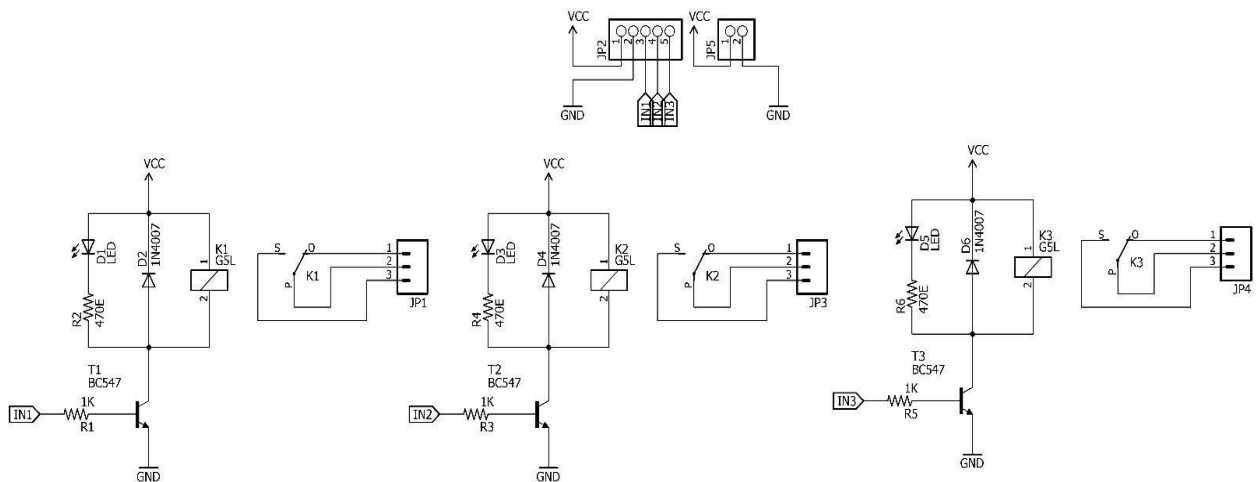 VCC
JP2
1
2
3
4
5
GND
IN1
IN2
IN3
VCC
JP5
1
2
GND
VCC
D1
LED
D2
1N4007
K1
G5L
1
2
R2
470E
T1
BC547
IN1
1K
R1
GND
S
O
P
K1
1
2
3
JP1
VCC
D3
LED
D4
1N4007
K2
G5L
1
2
R4
470E
T2
BC547
IN2
1K
R3
GND
S
O
P
K2
1
2
3
JP3
VCC
D5
LED
D6
1N4007
K3
G5L
1
2
R6
470E
T3
BC547
IN3
1K
R5
GND
S
O
P
K3
1
2
3
JP4